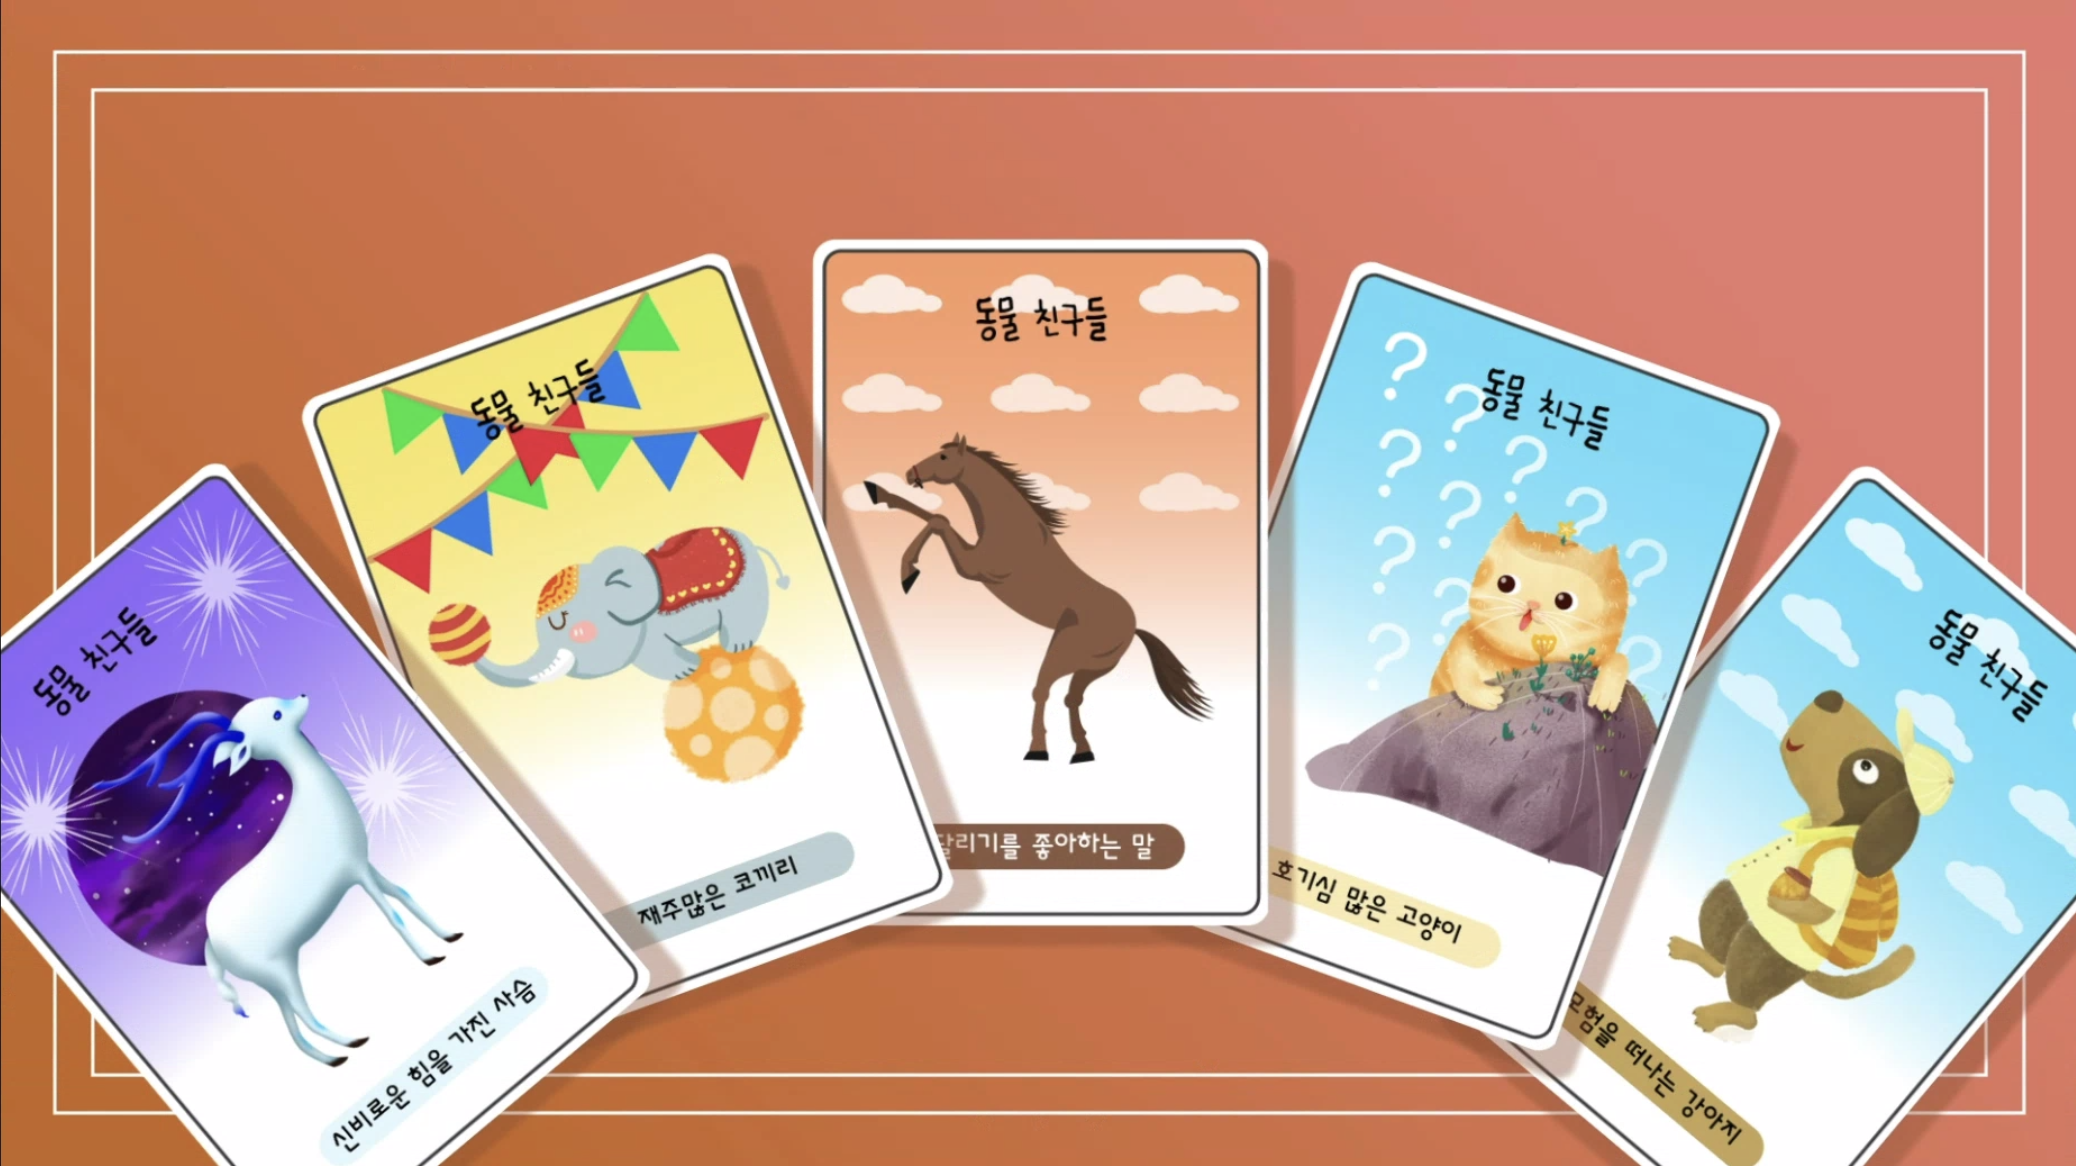 동물 친구들
신비로운 힘을 가진 사슴
동물 친구들
재주많은 코끼리
동물 친구들
달리기를 좋아하는 말
동물 친구들
호기심 많은 고양이
동물 친구들
모험을 떠나는 강아지